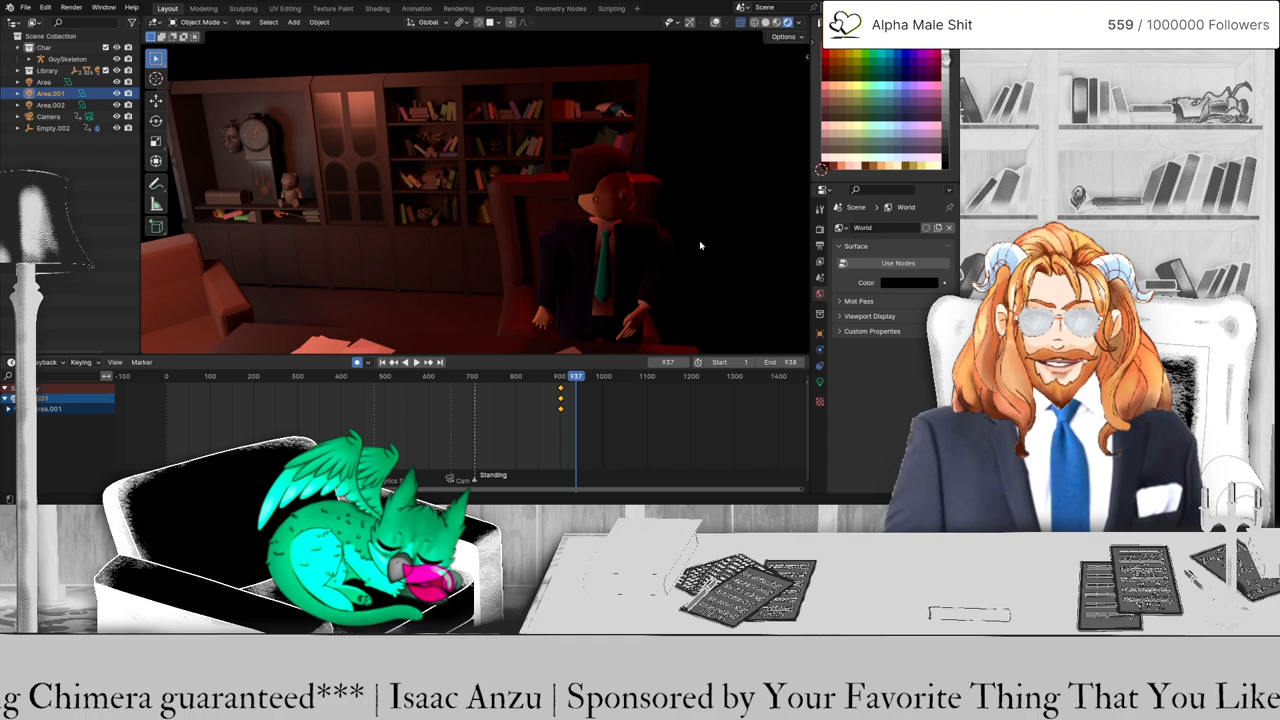 File Edit Render Window Help
Layout Modeling Sculpting UV Editing Texture Paint Shading Animation Rendering Compositing Geometry Nodes Scripting
Scene
Object Mode View Select Add Object Global
Options
Scene Collection
Char
GuySkeleton
Library
Area
Area.001
Area.002
Camera
Empty.002
Alpha Male Shit 559 / 1000000 Followers
Scene World
World
Surface
Use Nodes
Color
Mist Pass
Viewport Display
Custom Properties
yback Keying View Marker 937 Start 1 End 938
-100 0 100 200 300 400 500 600 700 800 900 937 1000 1100 1200 1300 1400
001
rea.001
Cam Standing
g Chimera guaranteed*** | Isaac Anzu | Sponsored by Your Favorite Thing That You Like